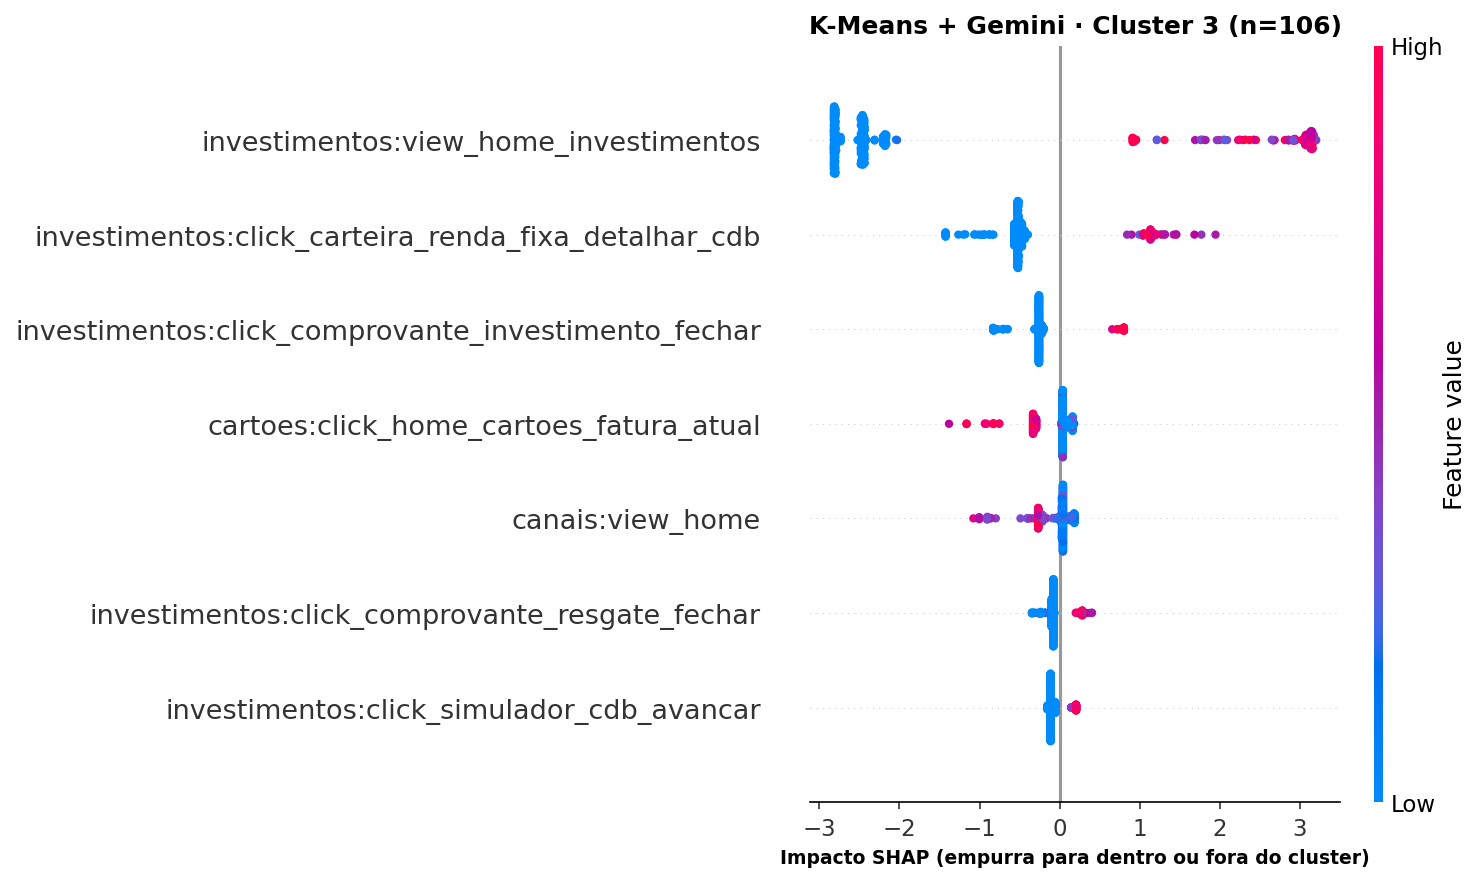 K-Means + Gemini · Cluster 3 (n=106)
High
investimentos:view_home_investimentos
investimentos:click_carteira_renda_fixa_detalhar_cdb
investimentos:click_comprovante_investimento_fechar
cartoes:click_home_cartoes_fatura_atual
canais:view_home
investimentos:click_comprovante_resgate_fechar
investimentos:click_simulador_cdb_avancar
Feature value
Low
−3 −2 −1 0 1 2 3
Impacto SHAP (empurra para dentro ou fora do cluster)